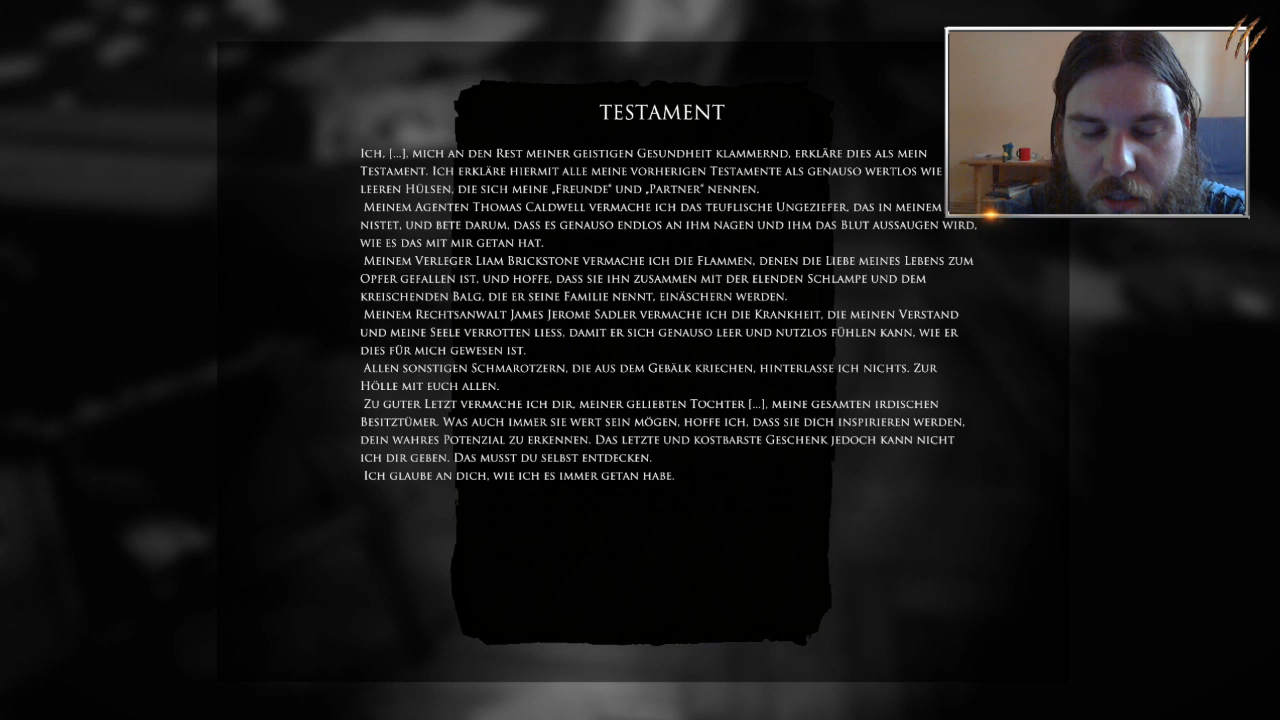 TESTAMENT
Ich, [...], mich an den Rest meiner geistigen Gesundheit klammernd, erkläre dies als mein
Testament. Ich erkläre hiermit alle meine vorherigen Testamente als genauso wertlos wie
leeren Hülsen, die sich meine „Freunde“ und „Partner“ nennen.
Meinem Agenten Thomas Caldwell vermache ich das teuflische Ungeziefer, das in meinem
nistet, und bete darum, dass es genauso endlos an ihm nagen und ihm das Blut aussaugen wird,
wie es das mit mir getan hat.
Meinem Verleger Liam Brickstone vermache ich die Flammen, denen die Liebe meines Lebens zum
Opfer gefallen ist, und hoffe, dass sie ihn zusammen mit der elenden Schlampe und dem
kreischenden Balg, die er seine Familie nennt, einäschern werden.
Meinem Rechtsanwalt James Jerome Sadler vermache ich die Krankheit, die meinen Verstand
und meine Seele verrotten liess, damit er sich genauso leer und nutzlos fühlen kann, wie er
dies für mich gewesen ist.
Allen sonstigen Schmarotzern, die aus dem Gebälk kriechen, hinterlasse ich nichts. Zur
Hölle mit euch allen.
Zu guter Letzt vermache ich dir, meiner geliebten Tochter [...], meine gesamten irdischen
Besitztümer. Was auch immer sie wert sein mögen, hoffe ich, dass sie dich inspirieren werden,
dein wahres Potenzial zu erkennen. Das letzte und kostbarste Geschenk jedoch kann nicht
ich dir geben. Das musst du selbst entdecken.
Ich glaube an dich, wie ich es immer getan habe.